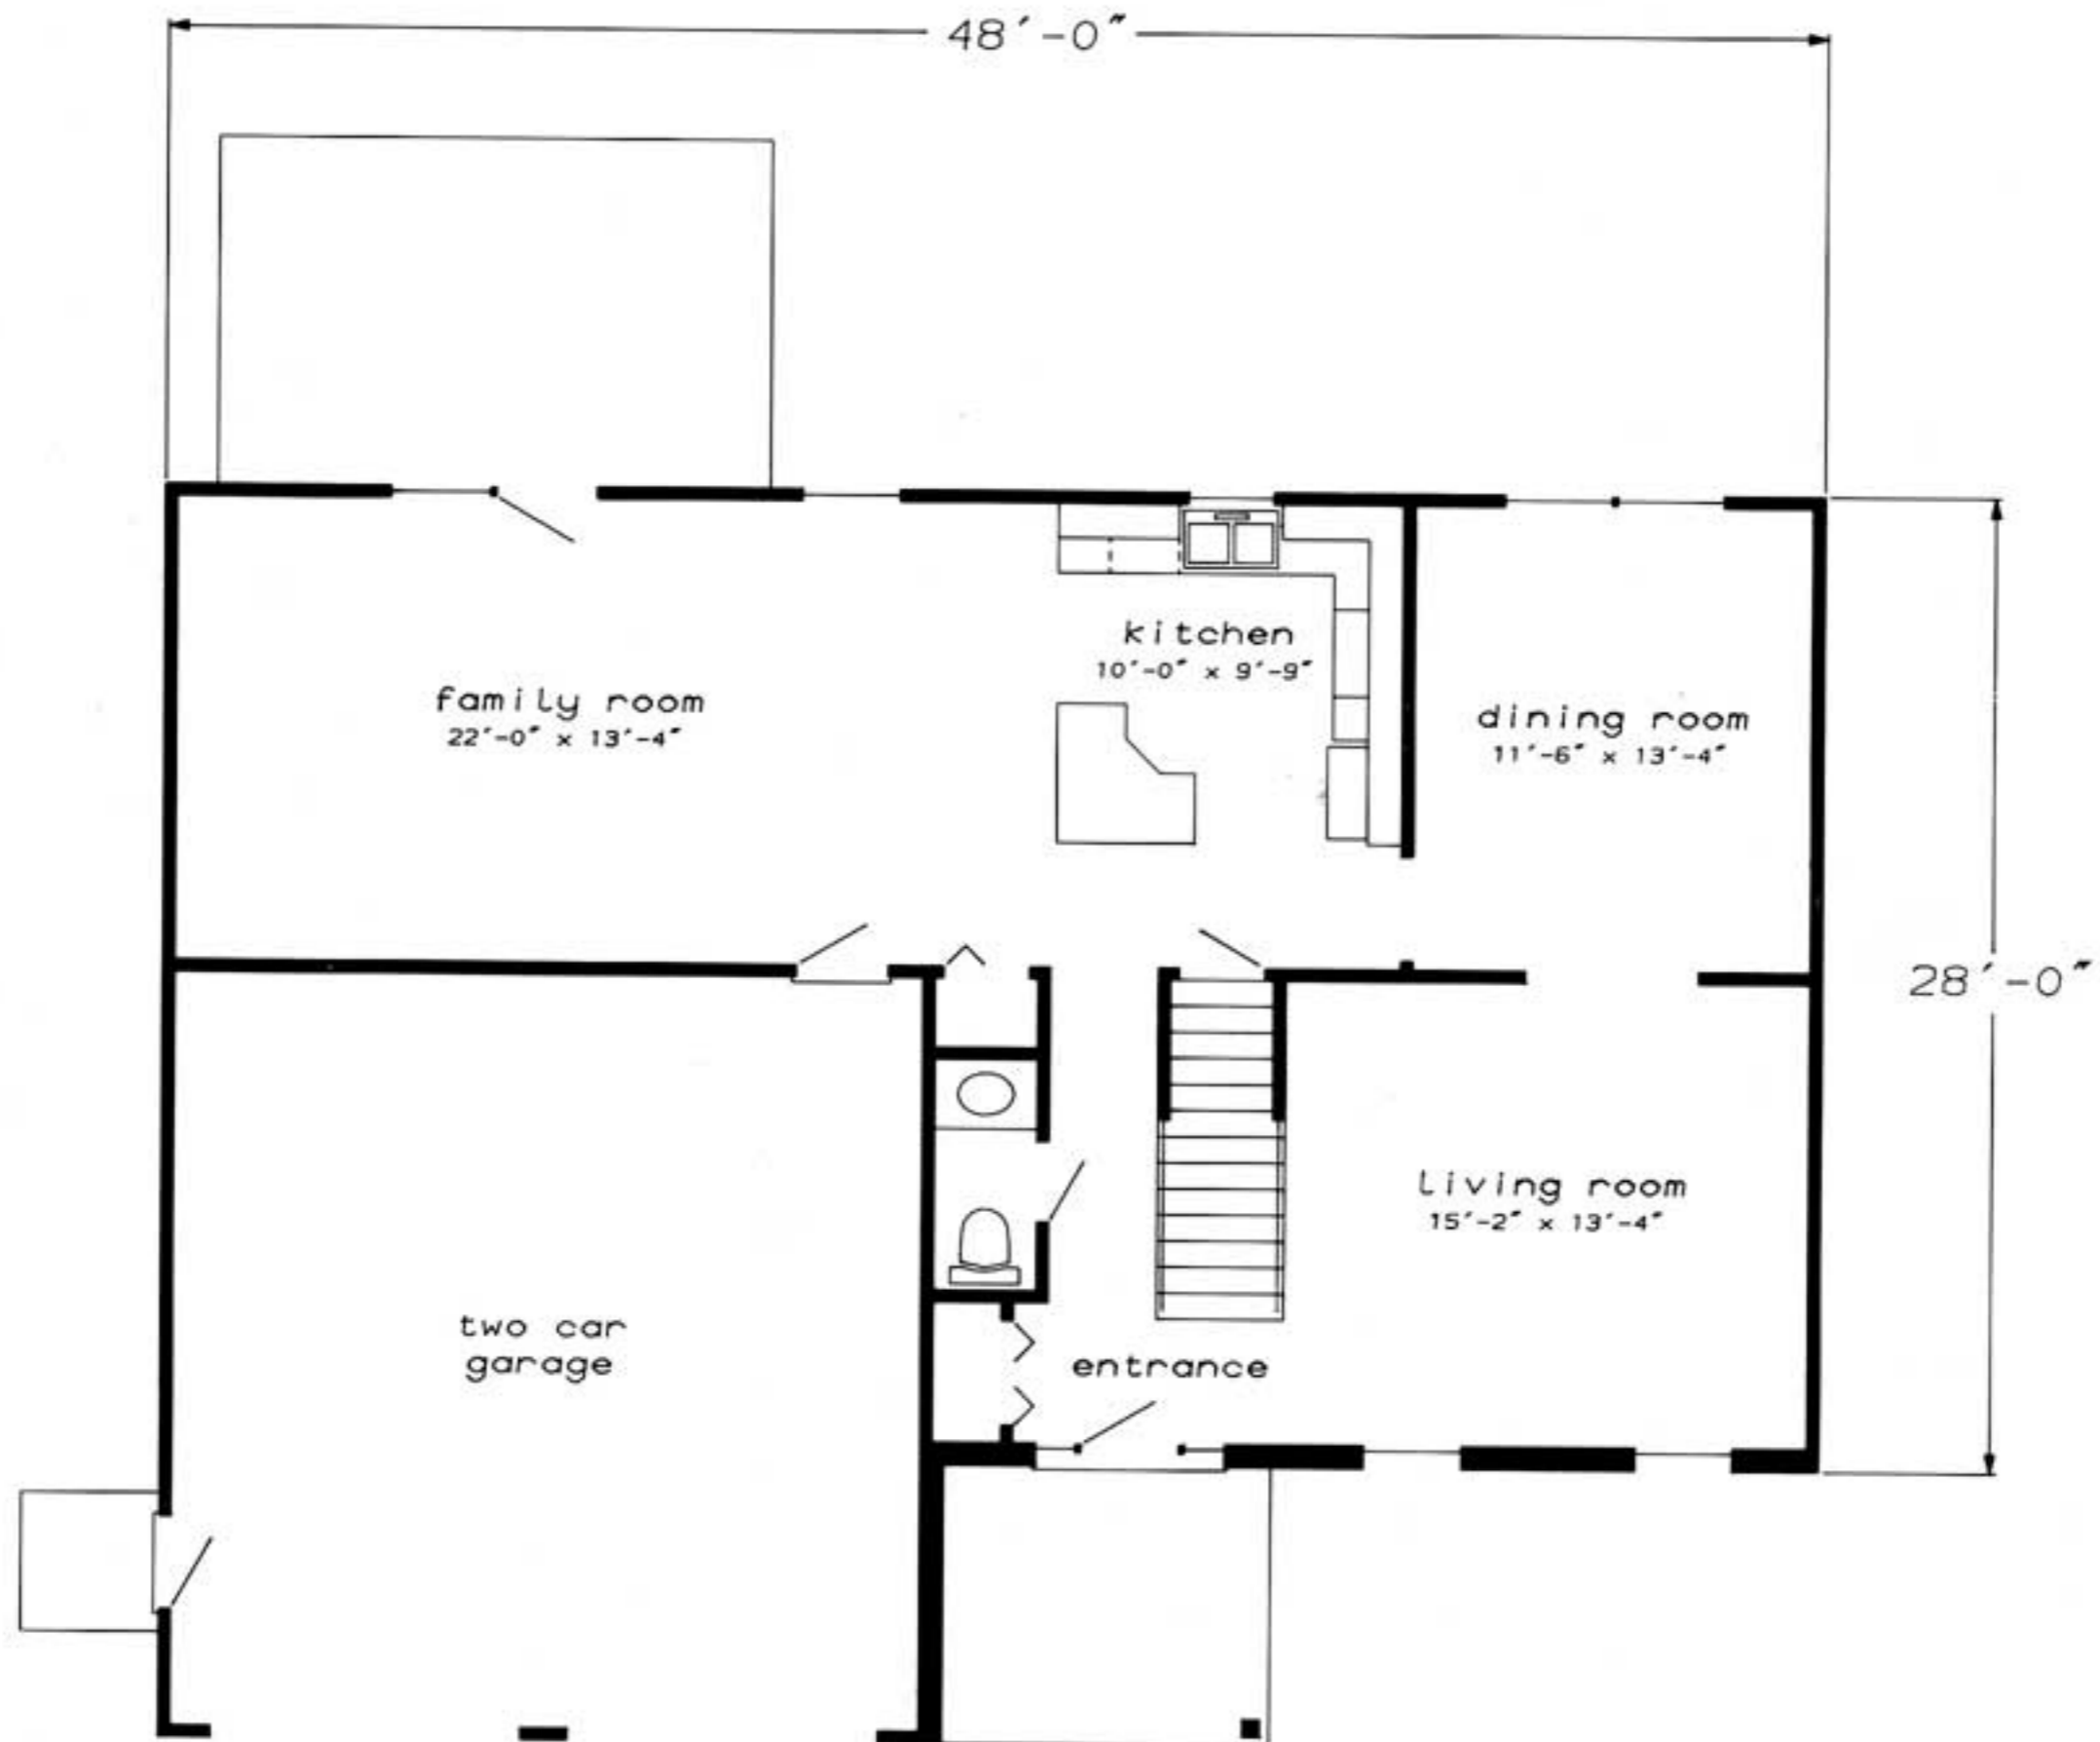 48'-0"
kitchen
10'-0" x 9'-9"
family room
22'-0" x 13'-4"
dining room
11'-6" x 13'-4"
28'-0"
living room
15'-2" x 13'-4"
two car
garage
entrance